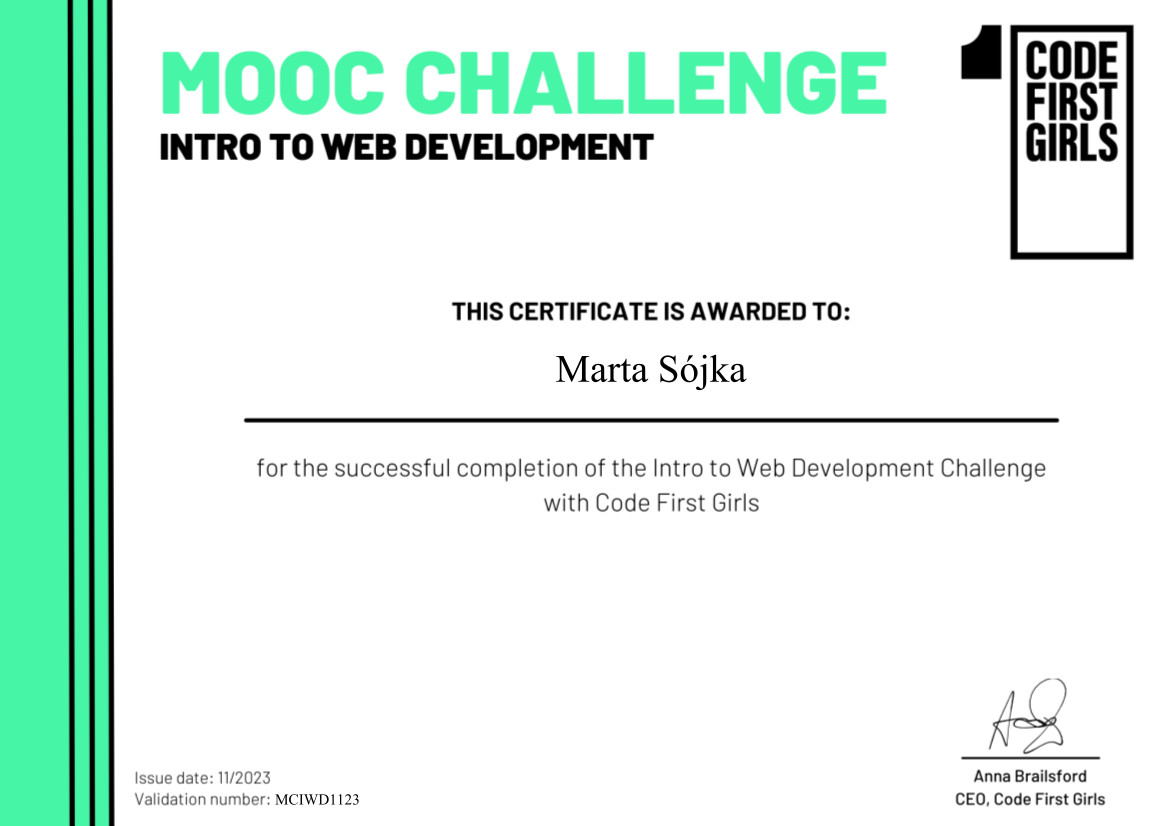 MOOC CHALLENGE
INTRO TO WEB DEVELOPMENT
1
CODE
FIRST
GIRLS
THIS CERTIFICATE IS AWARDED TO:
Marta Sójka
for the successful completion of the Intro to Web Development Challenge
with Code First Girls
Issue date: 11/2023
Validation number: MCIWD1123
Anna Brailsford
CEO, Code First Girls